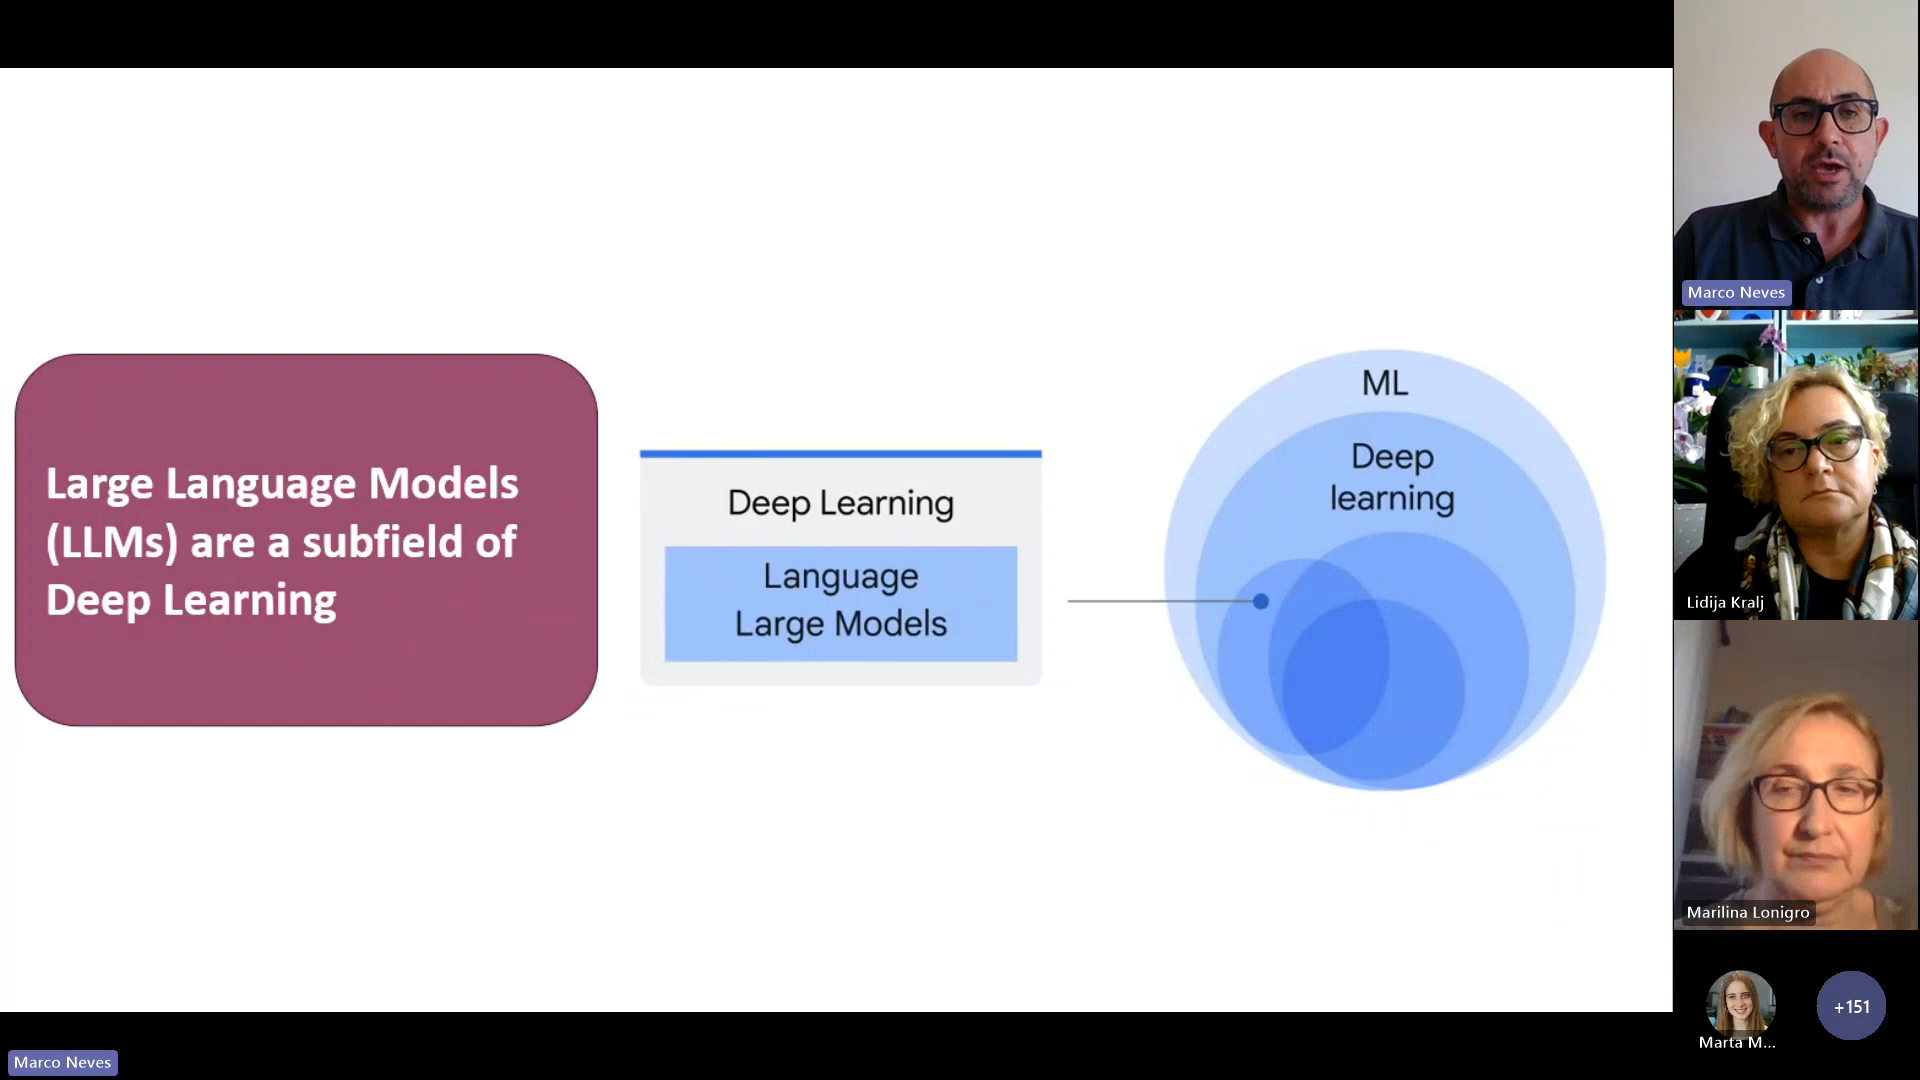 Large Language Models
(LLMs) are a subfield of
Deep Learning
Deep Learning
Language
Large Models
ML
Deep
learning
Marco Neves
Lidija Kralj
Marilina Lonigro
Marta M...
+151
Marco Neves